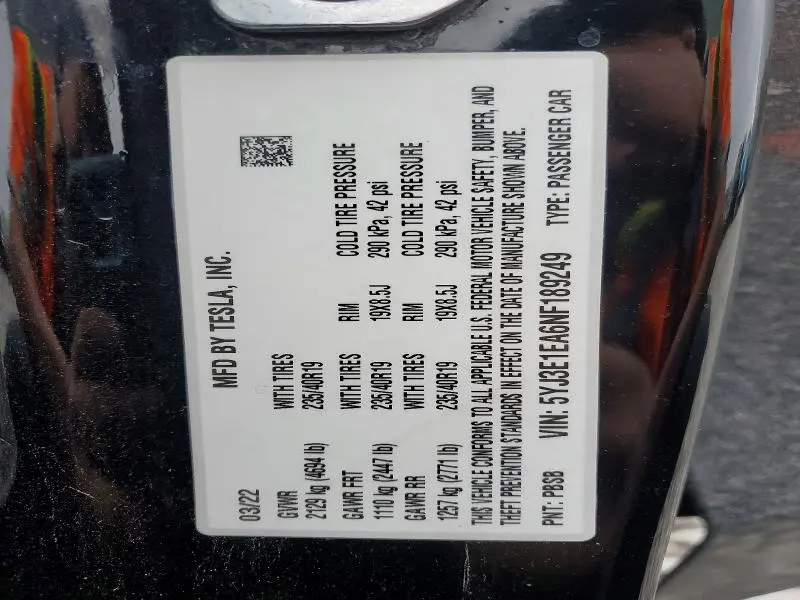 MFD BY TESLA, INC.
03/22
GVWR WITH TIRES
2129 kg (4694 lb) 235/40R19
GAWR FRT WITH TIRES RIM COLD TIRE PRESSURE
1110 kg (2447 lb) 235/40R19 19X8.5J 290 kPa, 42 psi
GAWR RR WITH TIRES RIM COLD TIRE PRESSURE
1257 kg (2771 lb) 235/40R19 19X8.5J 290 kPa, 42 psi
THIS VEHICLE CONFORMS TO ALL APPLICABLE U.S. FEDERAL MOTOR VEHICLE SAFETY, BUMPER, AND
THEFT PREVENTION STANDARDS IN EFFECT ON THE DATE OF MANUFACTURE SHOWN ABOVE.
PNT: PBSB VIN: 5YJ3E1EA6NF189249 TYPE: PASSENGER CAR